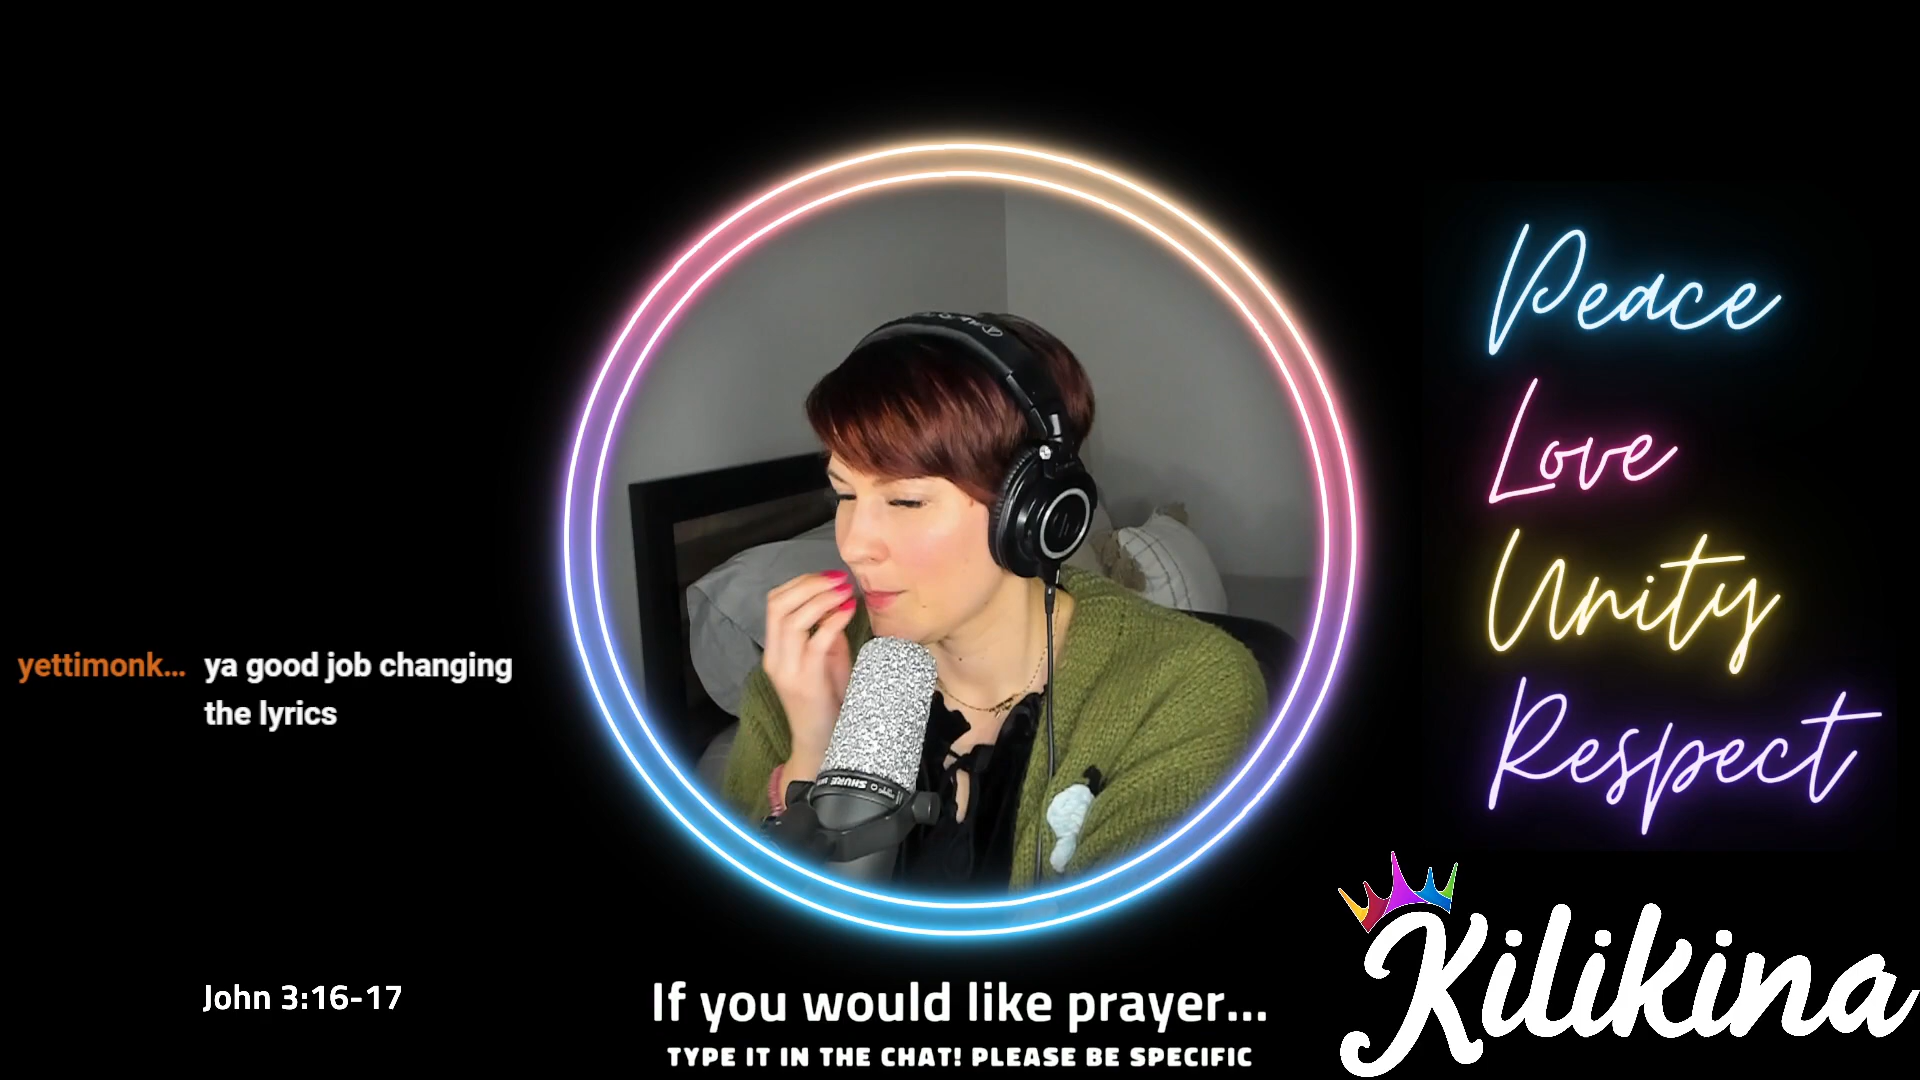 Peace
Love
Unity
Respect
yettimonk... ya good job changing
the lyrics
SHURE
Kilikina
John 3:16-17
If you would like prayer...
TYPE IT IN THE CHAT! PLEASE BE SPECIFIC